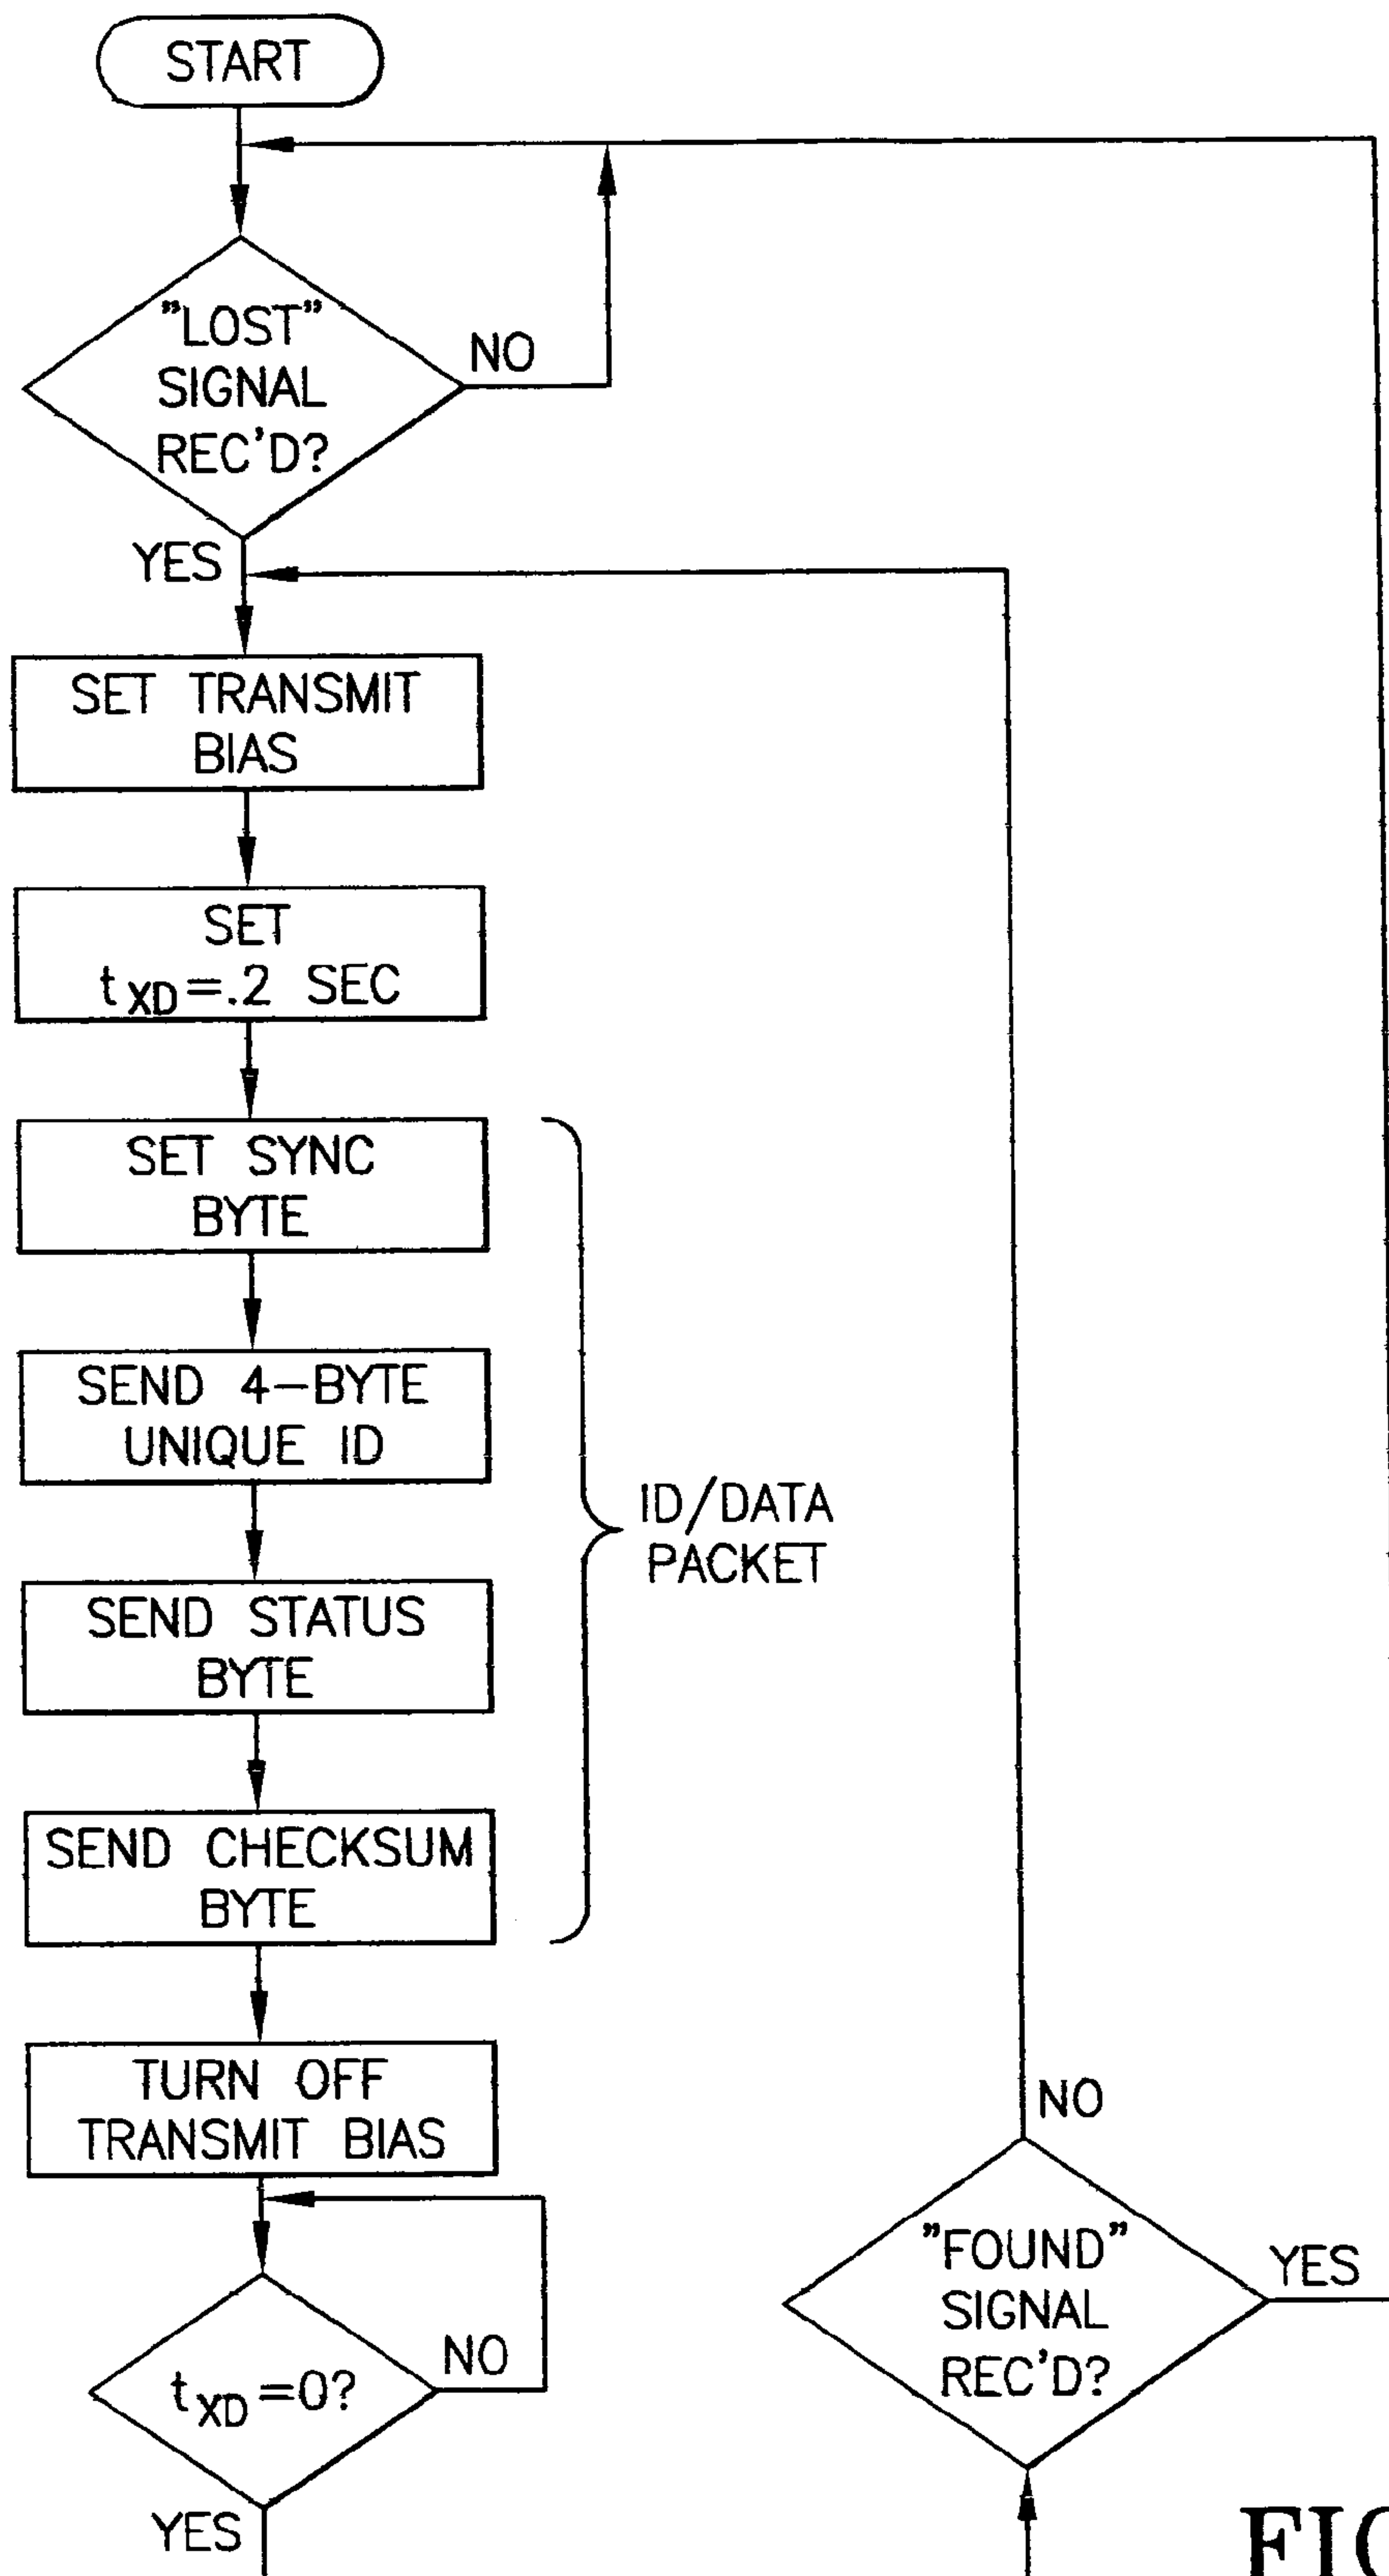 START
"LOST"
SIGNAL
REC'D?
NO
YES
SET TRANSMIT
BIAS
SET
tXD=.2 SEC
SET SYNC
BYTE
SEND 4-BYTE
UNIQUE ID
SEND STATUS
BYTE
SEND CHECKSUM
BYTE
ID/DATA
PACKET
TURN OFF
TRANSMIT BIAS
tXD=0?
NO
YES
NO
"FOUND"
SIGNAL
REC'D?
YES